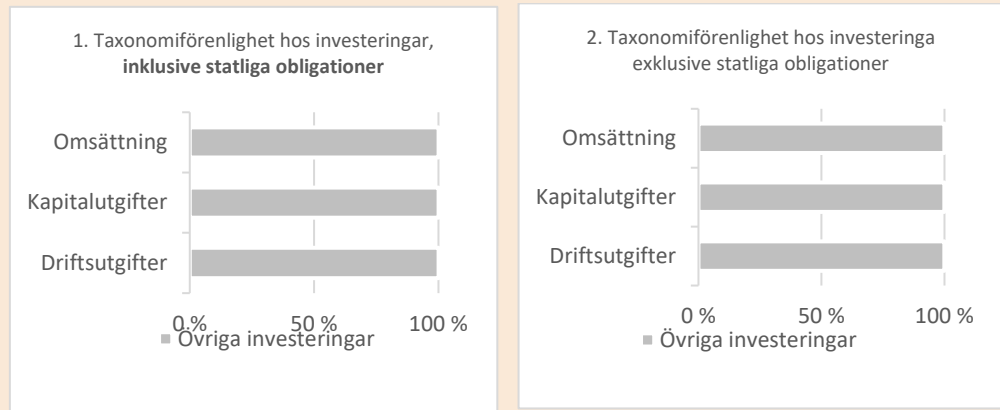 1. Taxonomiförenlighet hos investeringar,
inklusive statliga obligationer
Omsättning
Kapitalutgifter
Driftsutgifter
0 % 50 % 100 %
Övriga investeringar
2. Taxonomiförenlighet hos investeringa
exklusive statliga obligationer
Omsättning
Kapitalutgifter
Driftsutgifter
0 % 50 % 100 %
Övriga investeringar